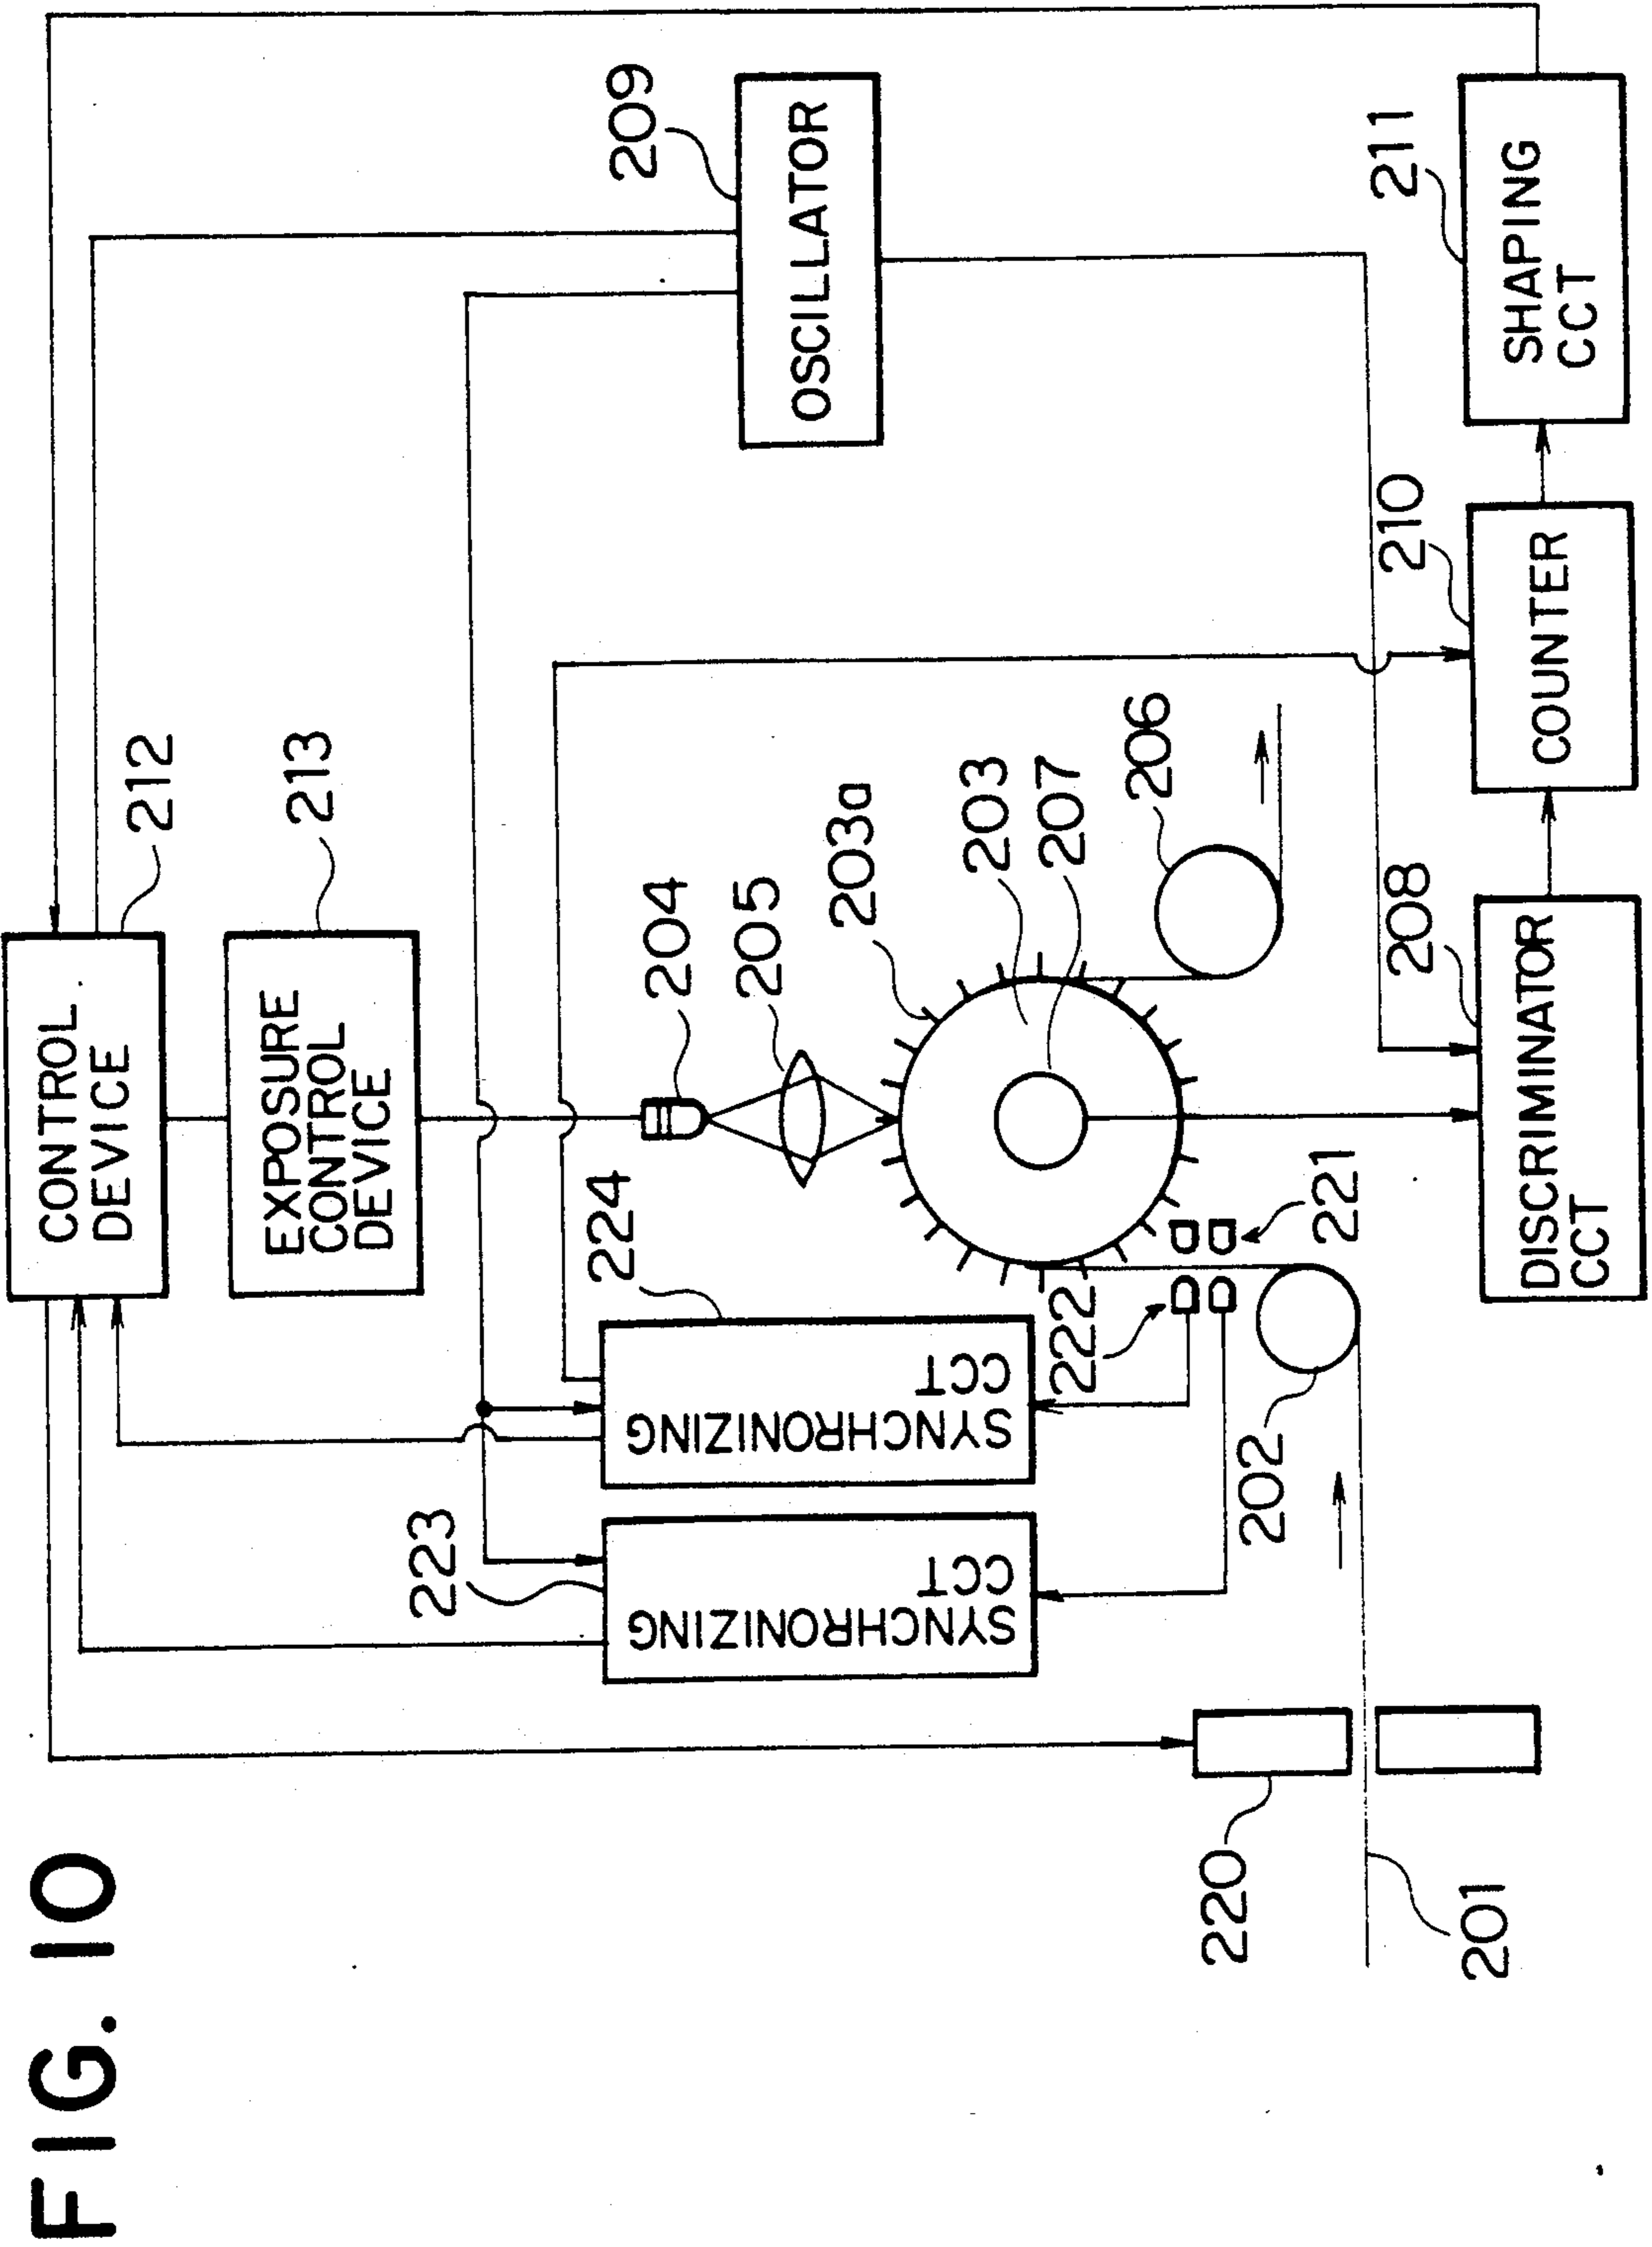 FIG. 10
CONTROL
DEVICE
212
EXPOSURE
CONTROL
DEVICE
213
209
OSCILLATOR
204
205
203a
203
207
206
224
SYNCHRONIZING
CCT
223
SYNCHRONIZING
CCT
222
221
202
220
201
208
DISCRIMINATOR
CCT
210
COUNTER
211
SHAPING
CCT